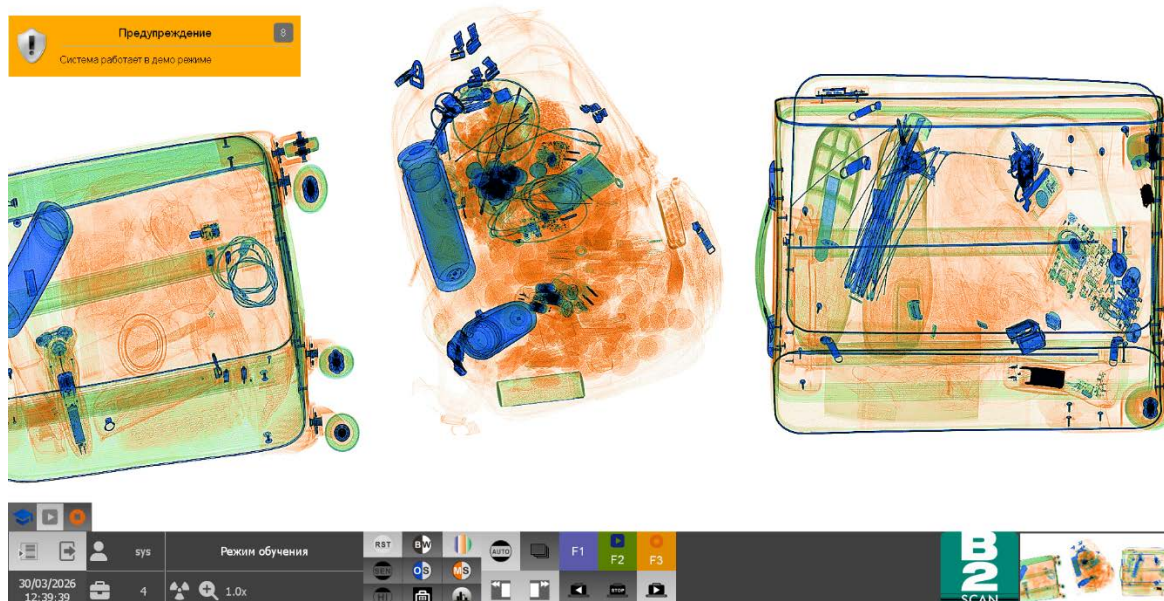 Предупреждение
8
Система работает в демо режиме
sys
Режим обучения
RST
BW
AUTO
F1
F2
F3
SEN
OS
MS
30/03/2026
12:39:39
4
1.0x
HI
STOP
B2
SCAN